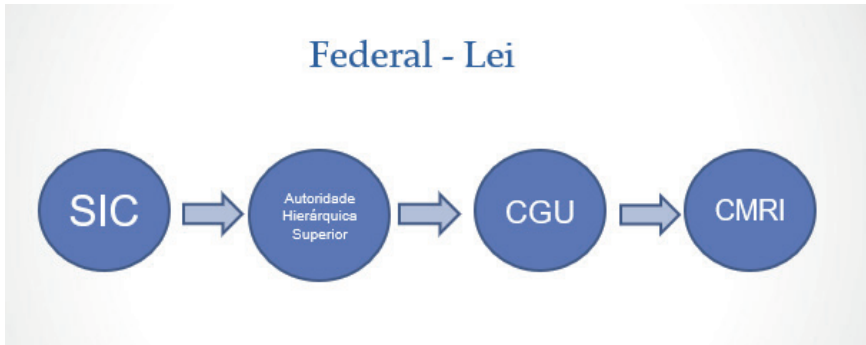 Federal - Lei
SIC
Autoridade
Hierárquica
Superior
CGU
CMRI